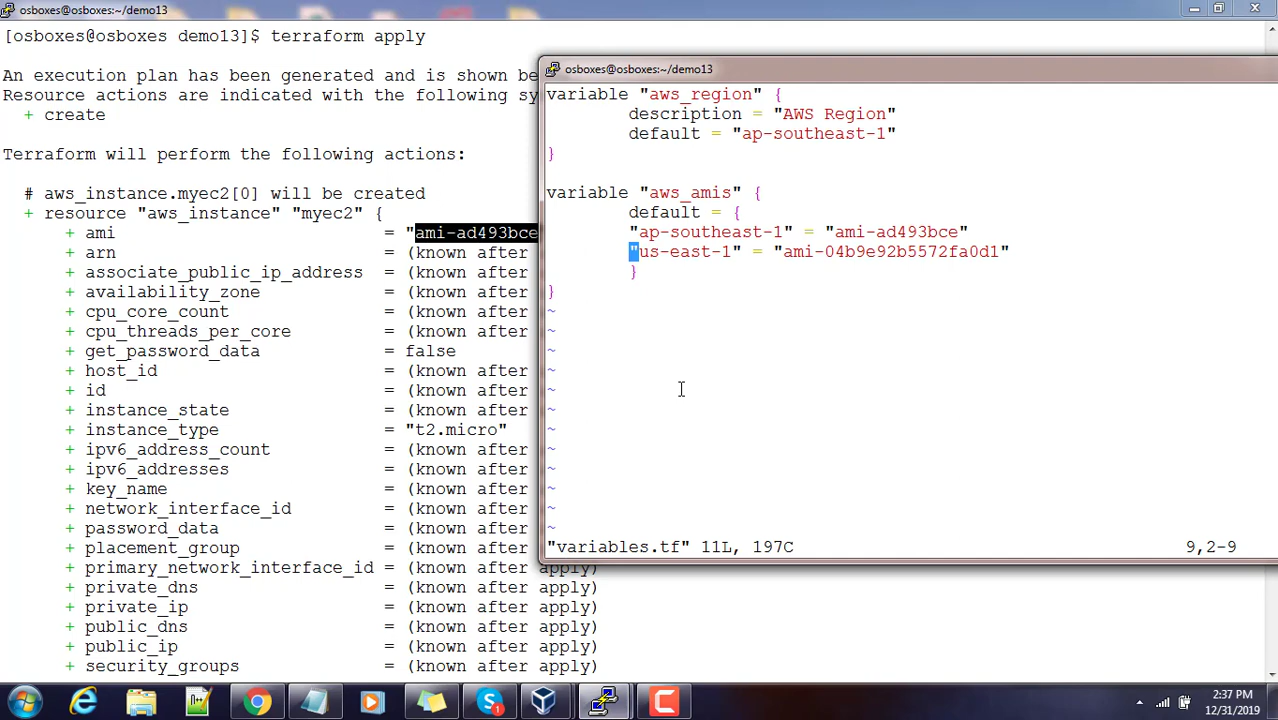 osboxes@osboxes:~/demo13
[osboxes@osboxes demo13]$ terraform apply
An execution plan has been generated and is shown be
Resource actions are indicated with the following sy
+ create
Terraform will perform the following actions:
# aws_instance.myec2[0] will be created
+ resource "aws_instance" "myec2" {
+ ami = "ami-ad493bce
+ arn = (known after
+ associate_public_ip_address = (known after
+ availability_zone = (known after
+ cpu_core_count = (known after
+ cpu_threads_per_core = (known after
+ get_password_data = false
+ host_id = (known after
+ id = (known after
+ instance_state = (known after
+ instance_type = "t2.micro"
+ ipv6_address_count = (known after
+ ipv6_addresses = (known after
+ key_name = (known after
+ network_interface_id = (known after
+ password_data = (known after
+ placement_group = (known after
+ primary_network_interface_id = (known after apply)
+ private_dns = (known after apply)
+ private_ip = (known after apply)
+ public_dns = (known after apply)
+ public_ip = (known after apply)
+ security_groups = (known after apply)
osboxes@osboxes:~/demo13
variable "aws_region" {
description = "AWS Region"
default = "ap-southeast-1"
}
variable "aws_amis" {
default = {
"ap-southeast-1" = "ami-ad493bce"
"us-east-1" = "ami-04b9e92b5572fa0d1"
}
}
~
~
~
~
~
~
~
~
~
~
~
~
"variables.tf" 11L, 197C 9,2-9
2:37 PM
12/31/2019